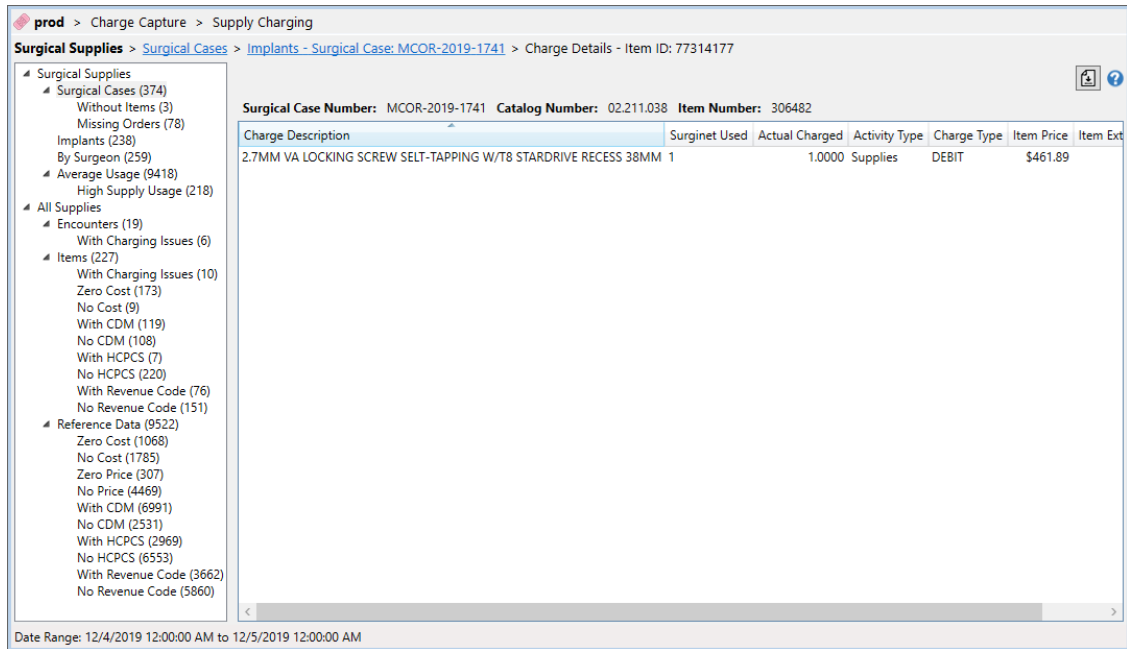 prod > Charge Capture > Supply Charging
Surgical Supplies > Surgical Cases > Implants - Surgical Case: MCOR-2019-1741 > Charge Details - Item ID: 77314177
Surgical Supplies
Surgical Cases (374)
Without Items (3)
Missing Orders (78)
Implants (238)
By Surgeon (259)
Average Usage (9418)
High Supply Usage (218)
All Supplies
Encounters (19)
With Charging Issues (6)
Items (227)
With Charging Issues (10)
Zero Cost (173)
No Cost (9)
With CDM (119)
No CDM (108)
With HCPCS (7)
No HCPCS (220)
With Revenue Code (76)
No Revenue Code (151)
Reference Data (9522)
Zero Cost (1068)
No Cost (1785)
Zero Price (307)
No Price (4469)
With CDM (6991)
No CDM (2531)
With HCPCS (2969)
No HCPCS (6553)
With Revenue Code (3662)
No Revenue Code (5860)
?
Surgical Case Number: MCOR-2019-1741 Catalog Number: 02.211.038 Item Number: 306482
Charge Description Surginet Used Actual Charged Activity Type Charge Type Item Price Item Ext
2.7MM VA LOCKING SCREW SELT-TAPPING W/T8 STARDRIVE RECESS 38MM 1 1.0000 Supplies DEBIT $461.89
Date Range: 12/4/2019 12:00:00 AM to 12/5/2019 12:00:00 AM